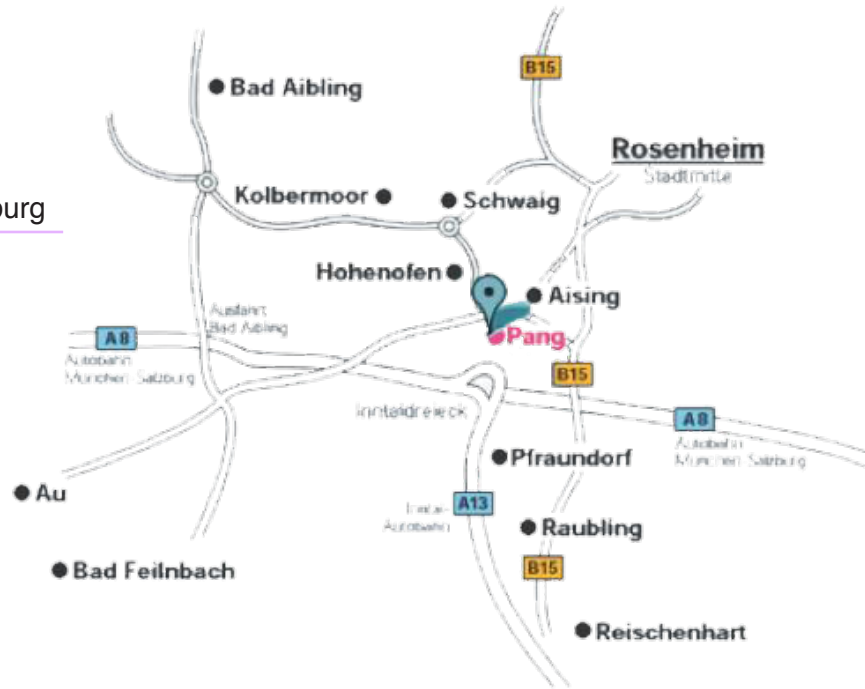 B15
Bad Aibling
Rosenheim
Stadtmitte
Kolbermoor
Schwaig
burg
Hohenofen
Aising
Ausfahrt
Bad Aibling
A8
Pang
Autobahn
München-Salzburg
B15
Inntaldreieck
A8
Autobahn
München-Salzburg
Pfraundorf
Au
A13
Inntal-
Autobahn
Raubling
Bad Feilnbach
B15
Reischenhart